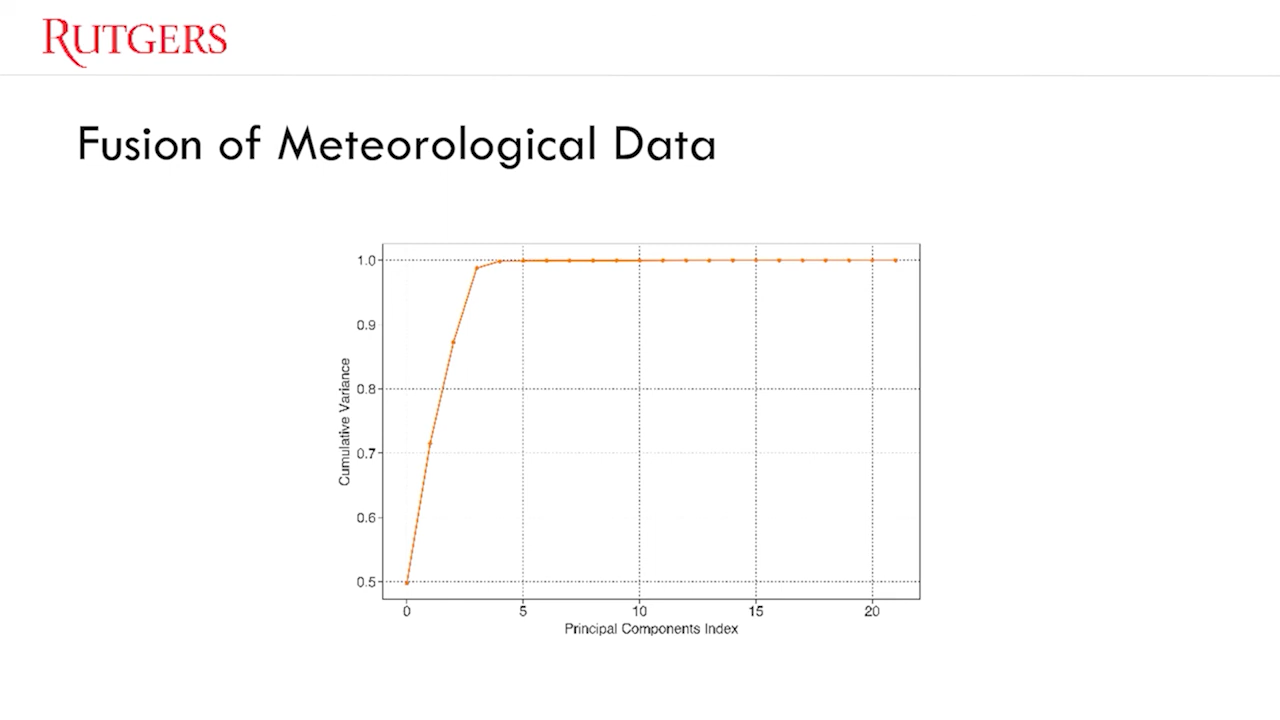 RUTGERS
Fusion of Meteorological Data
1.0
0.9
0.8
0.7
0.6
0.5
Cumulative Variance
0 5 10 15 20
Principal Components Index